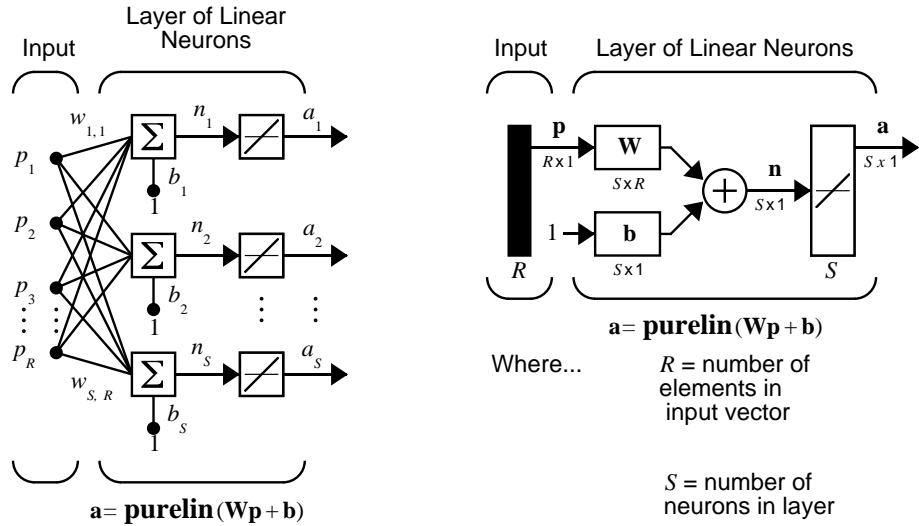 Layer of Linear
Neurons
Input
w1,1
n1
a1
p1
Σ
b1
1
p2
n2
a2
Σ
p3
b2
1
pR
nS
aS
Σ
wS, R
bS
1
a= purelin(Wp+b)
Input Layer of Linear Neurons
p W a
R x 1 S x R n S x 1
S x 1
1 b
R S x 1 S
a= purelin(Wp+b)
Where... R = number of
elements in
input vector
S = number of
neurons in layer